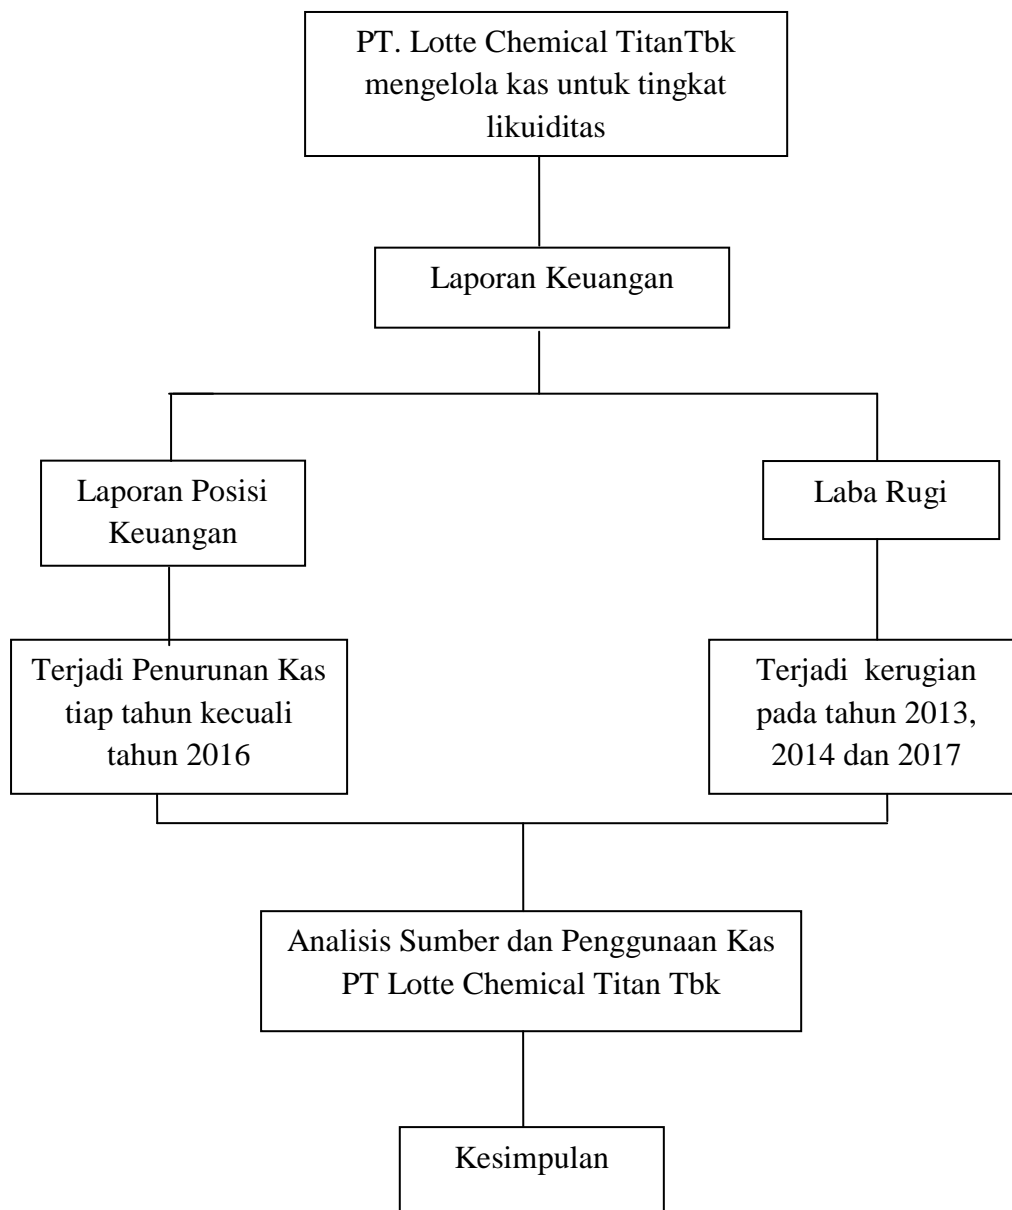 PT. Lotte Chemical TitanTbk
mengelola kas untuk tingkat
likuiditas
Laporan Keuangan
Laporan Posisi
Keuangan
Laba Rugi
Terjadi Penurunan Kas
tiap tahun kecuali
tahun 2016
Terjadi kerugian
pada tahun 2013,
2014 dan 2017
Analisis Sumber dan Penggunaan Kas
PT Lotte Chemical Titan Tbk
Kesimpulan